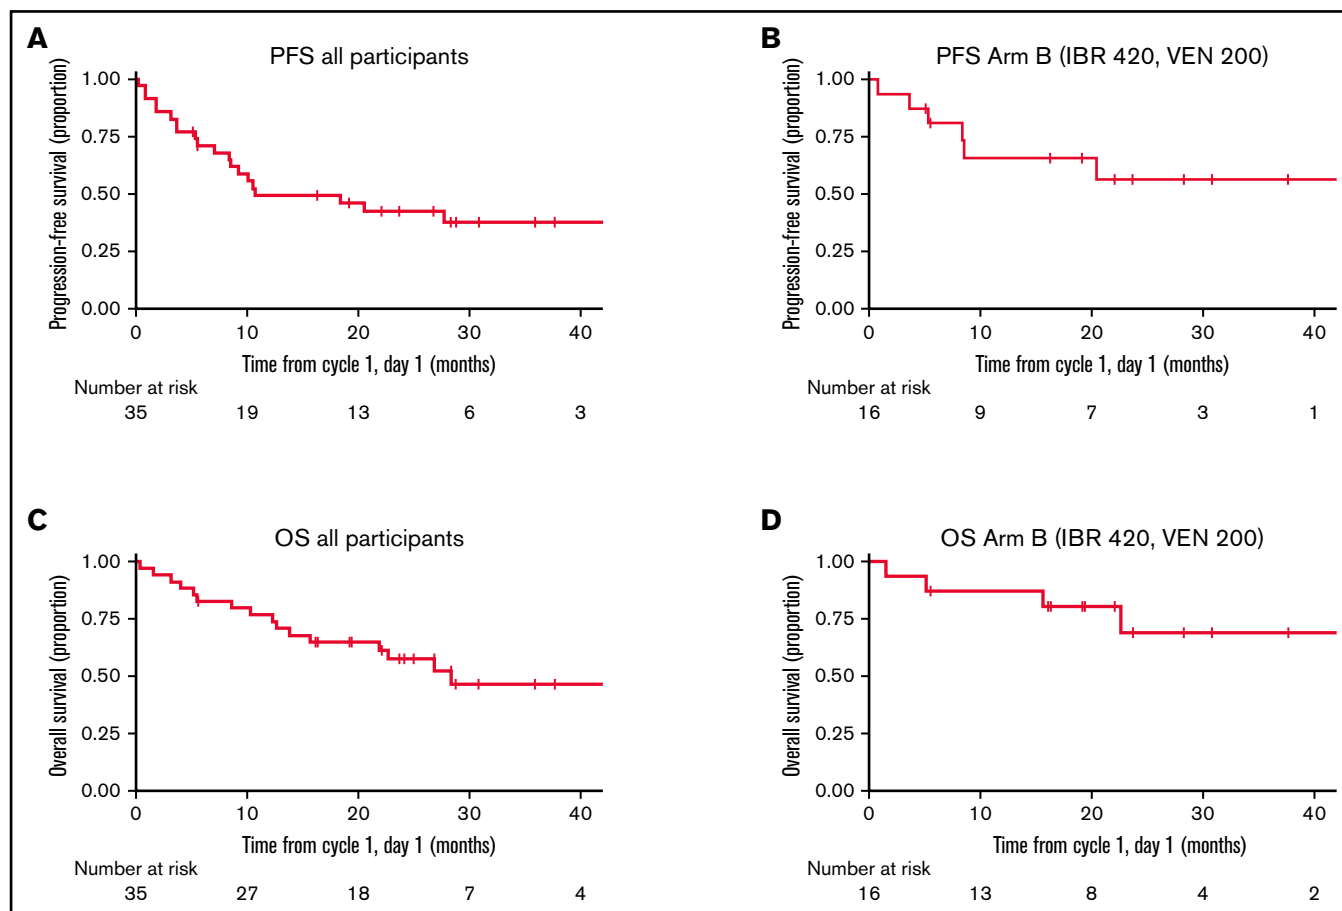 A
PFS all participants
Progression-free survival (proportion)
1.00
0.75
0.50
0.25
0.00
0 10 20 30 40
Time from cycle 1, day 1 (months)
Number at risk
35 19 13 6 3
B
PFS Arm B (IBR 420, VEN 200)
Progression-free survival (proportion)
1.00
0.75
0.50
0.25
0.00
0 10 20 30 40
Time from cycle 1, day 1 (months)
Number at risk
16 9 7 3 1
C
OS all participants
Overall survival (proportion)
1.00
0.75
0.50
0.25
0.00
0 10 20 30 40
Time from cycle 1, day 1 (months)
Number at risk
35 27 18 7 4
D
OS Arm B (IBR 420, VEN 200)
Overall survival (proportion)
1.00
0.75
0.50
0.25
0.00
0 10 20 30 40
Time from cycle 1, day 1 (months)
Number at risk
16 13 8 4 2